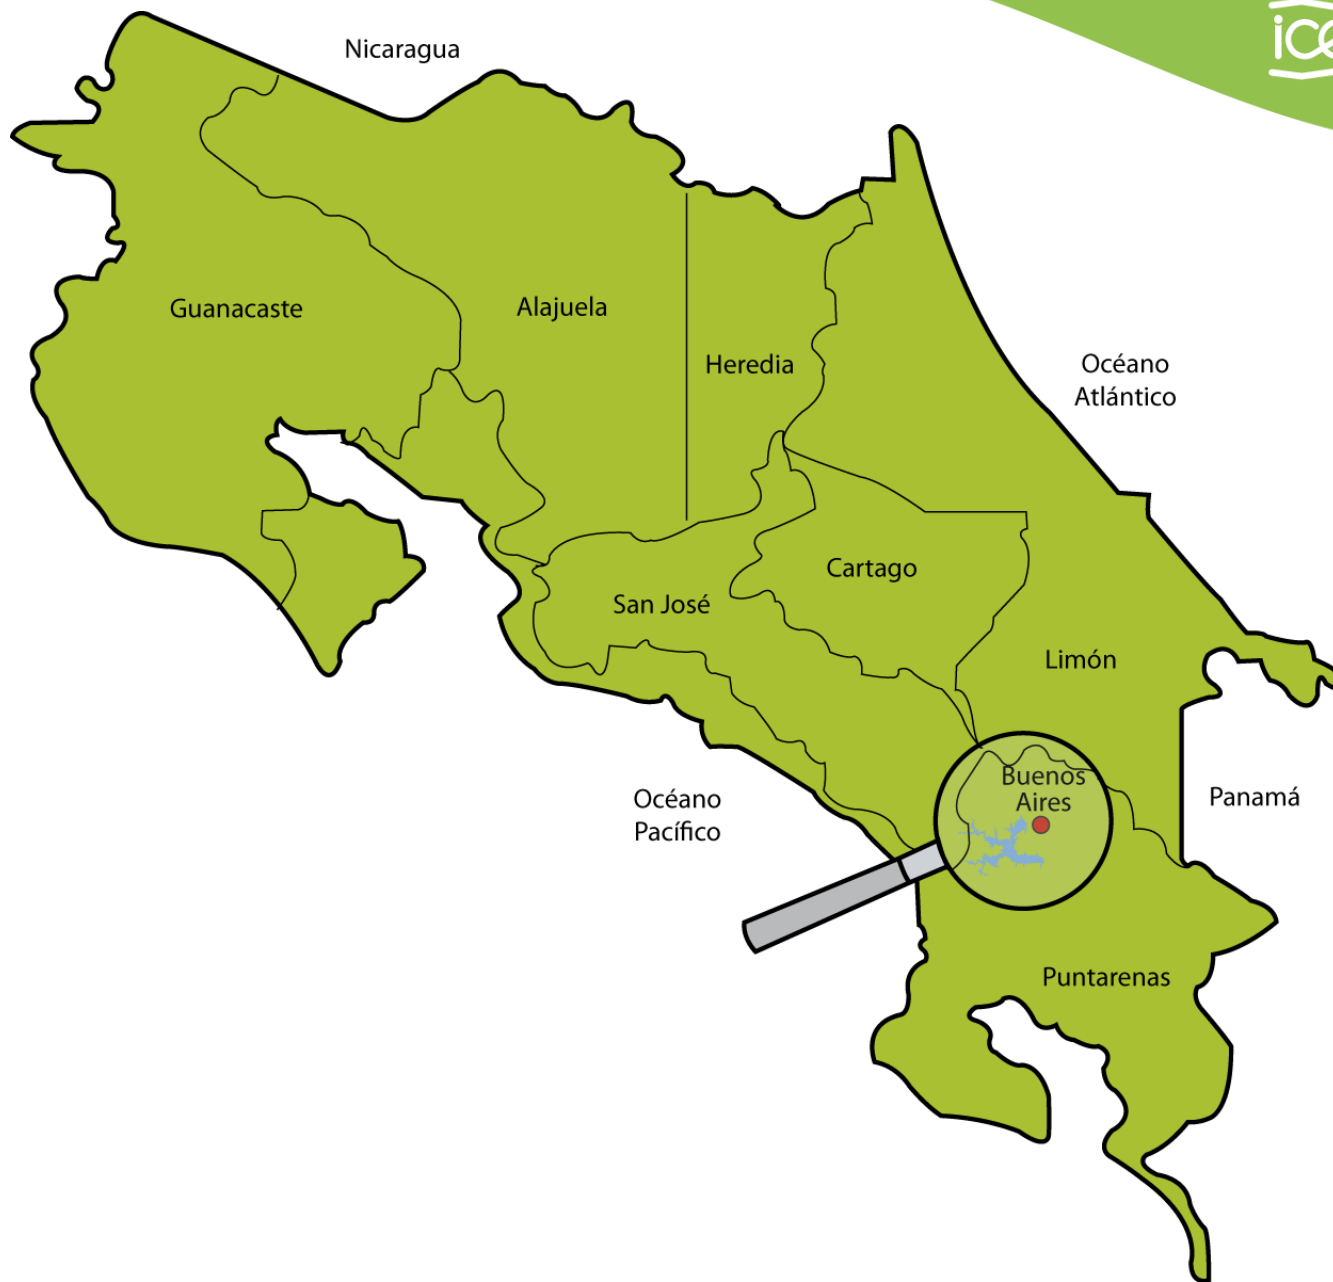 Nicaragua
Guanacaste
Alajuela
Heredia
Océano
Atlántico
Cartago
San José
Limón
Buenos
Aires
Océano
Pacífico
Panamá
Puntarenas